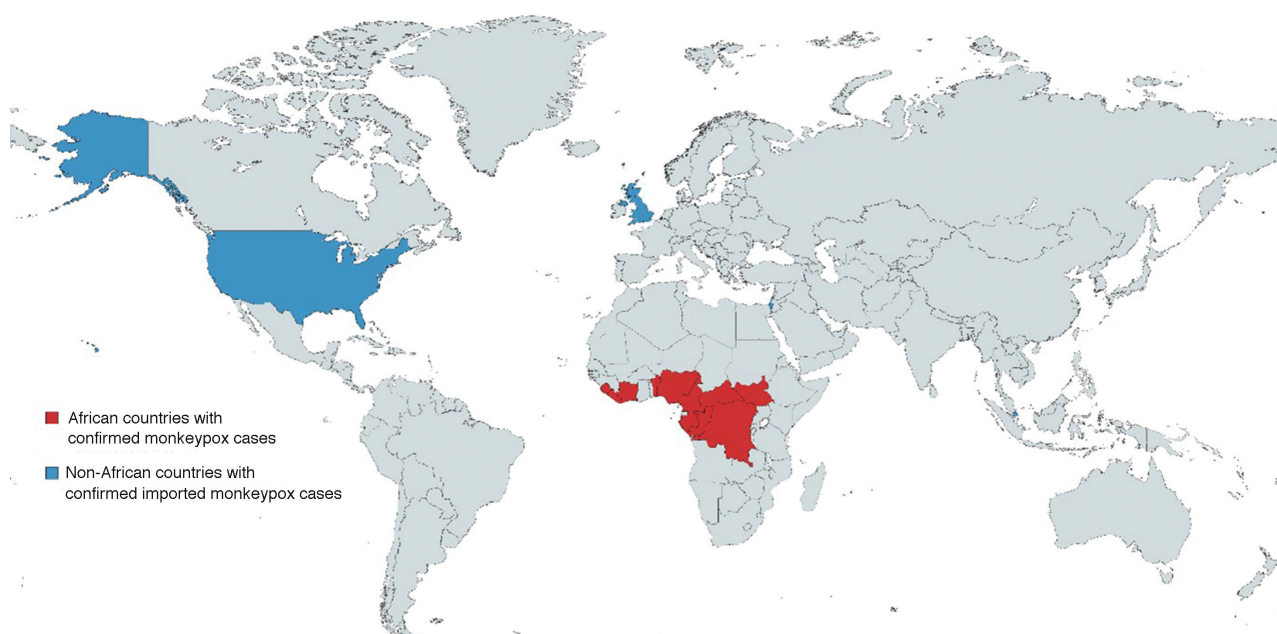 African countries with
confirmed monkeypox cases
Non-African countries with
confirmed imported monkeypox cases